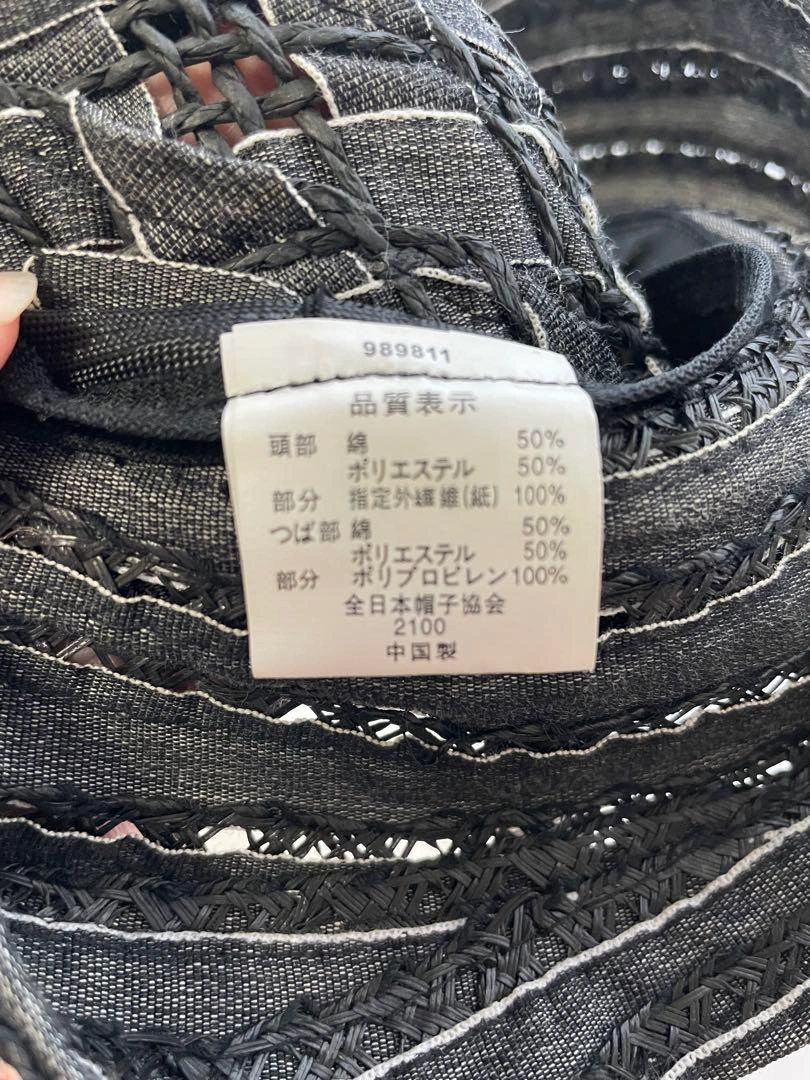 989811
品質表示
頭部 綿 50%
ポリエステル 50%
部分 指定外繊維(紙) 100%
つば部 綿 50%
ポリエステル 50%
部分 ポリプロピレン 100%
全日本帽子協会
2100
中国製